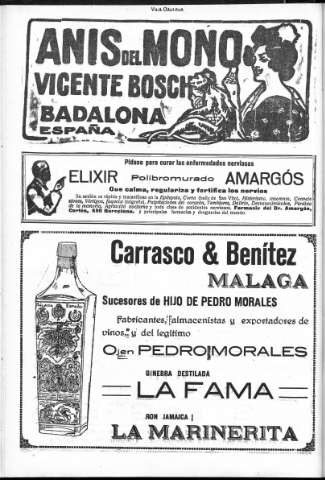 Vida Galante
ANIS DEL MONO
VICENTE BOSCH
BADALONA
ESPAÑA
Pídase para curar las enfermedades nerviosas
ELIXIR Polibromurado AMARGÓS
Que calma, regulariza y fortifica los nervios
Carrasco & Benítez
MALAGA
Sucesores de HIJO DE PEDRO MORALES
Fabricantes, almacenistas y exportadores de
vinos, y del legítimo
Ojen PEDRO MORALES
GINEBRA DESTILADA
LA FAMA
RON JAMAICA
LA MARINERITA